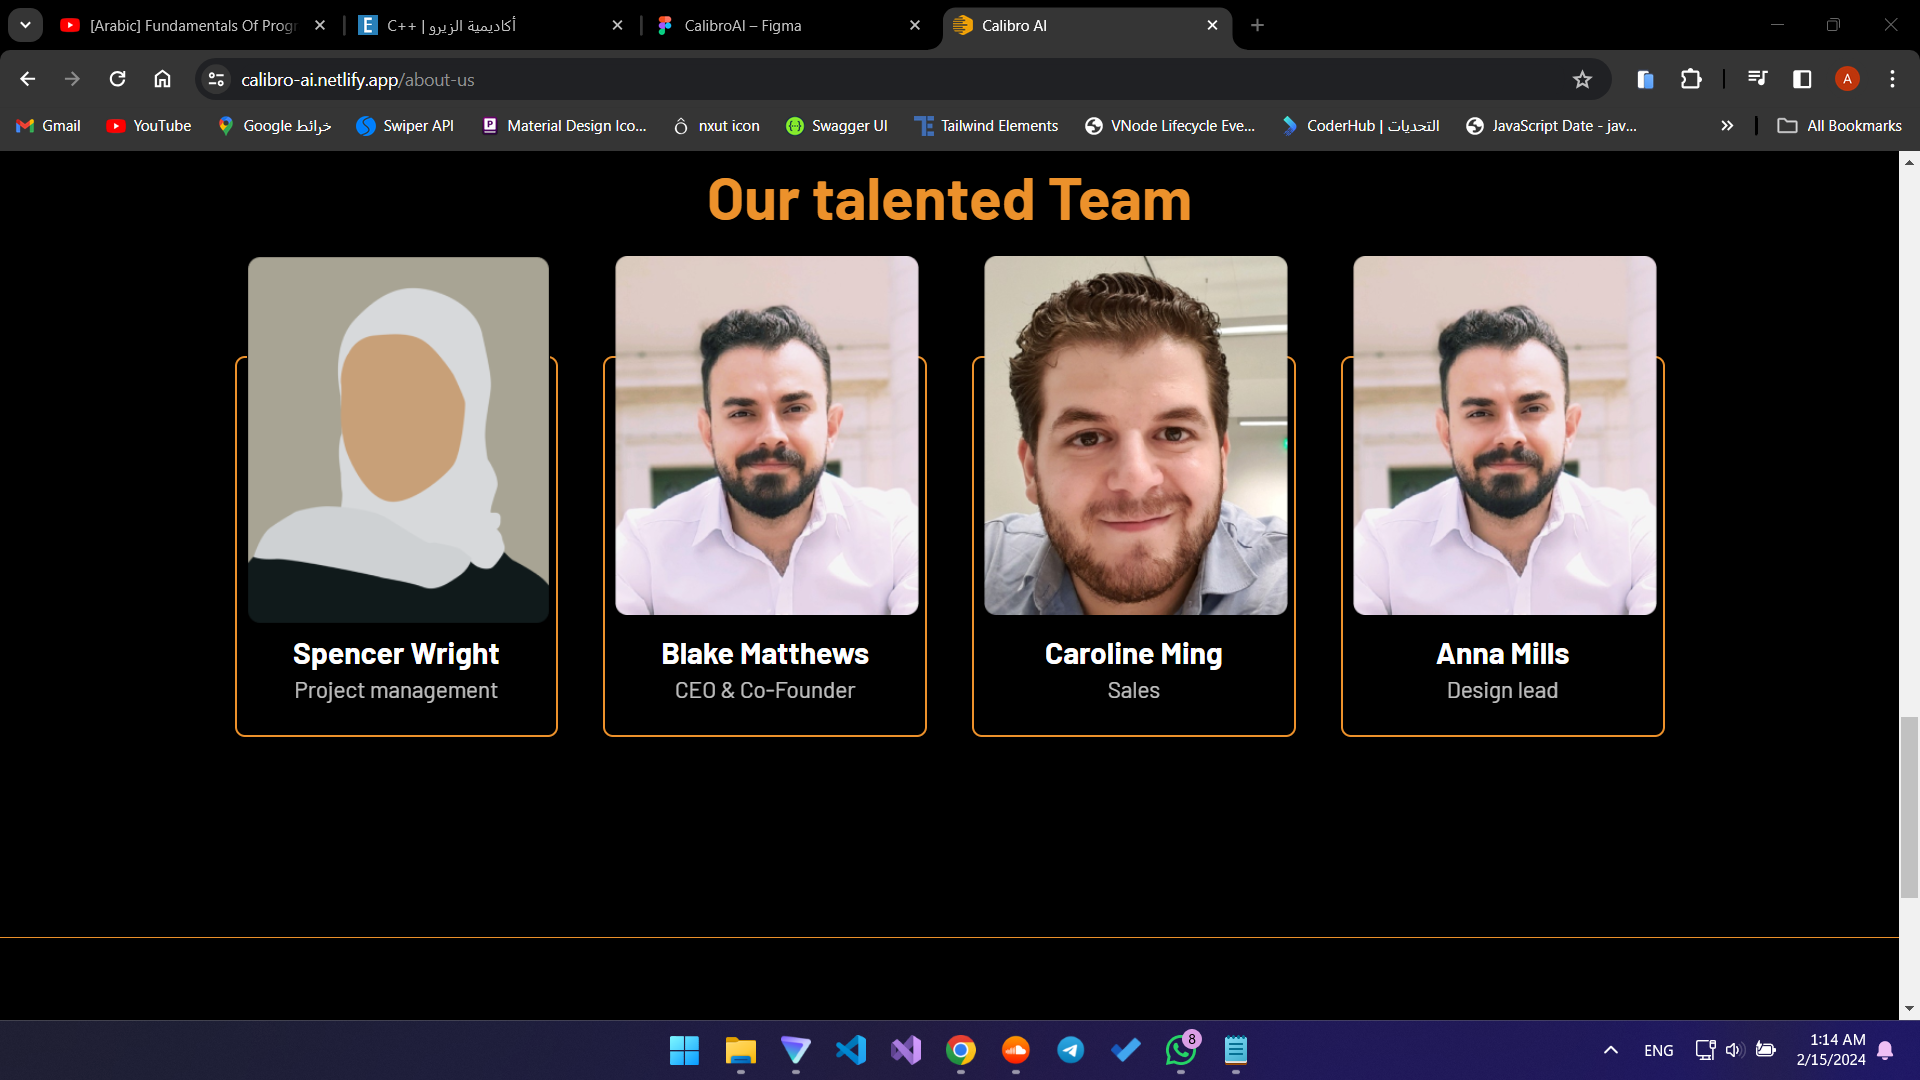 [Arabic] Fundamentals Of Progr
C++ | أكاديمية الزيرو
CalibroAI – Figma
Calibro AI
calibro-ai.netlify.app/about-us
A
Gmail
YouTube
Google خرائط
Swiper API
Material Design Ico...
nxut icon
Swagger UI
Tailwind Elements
VNode Lifecycle Eve...
CoderHub | التحديات
JavaScript Date - jav...
All Bookmarks
Our talented Team
Spencer Wright
Project management
Blake Matthews
CEO & Co-Founder
Caroline Ming
Sales
Anna Mills
Design lead
8
ENG
1:14 AM
2/15/2024